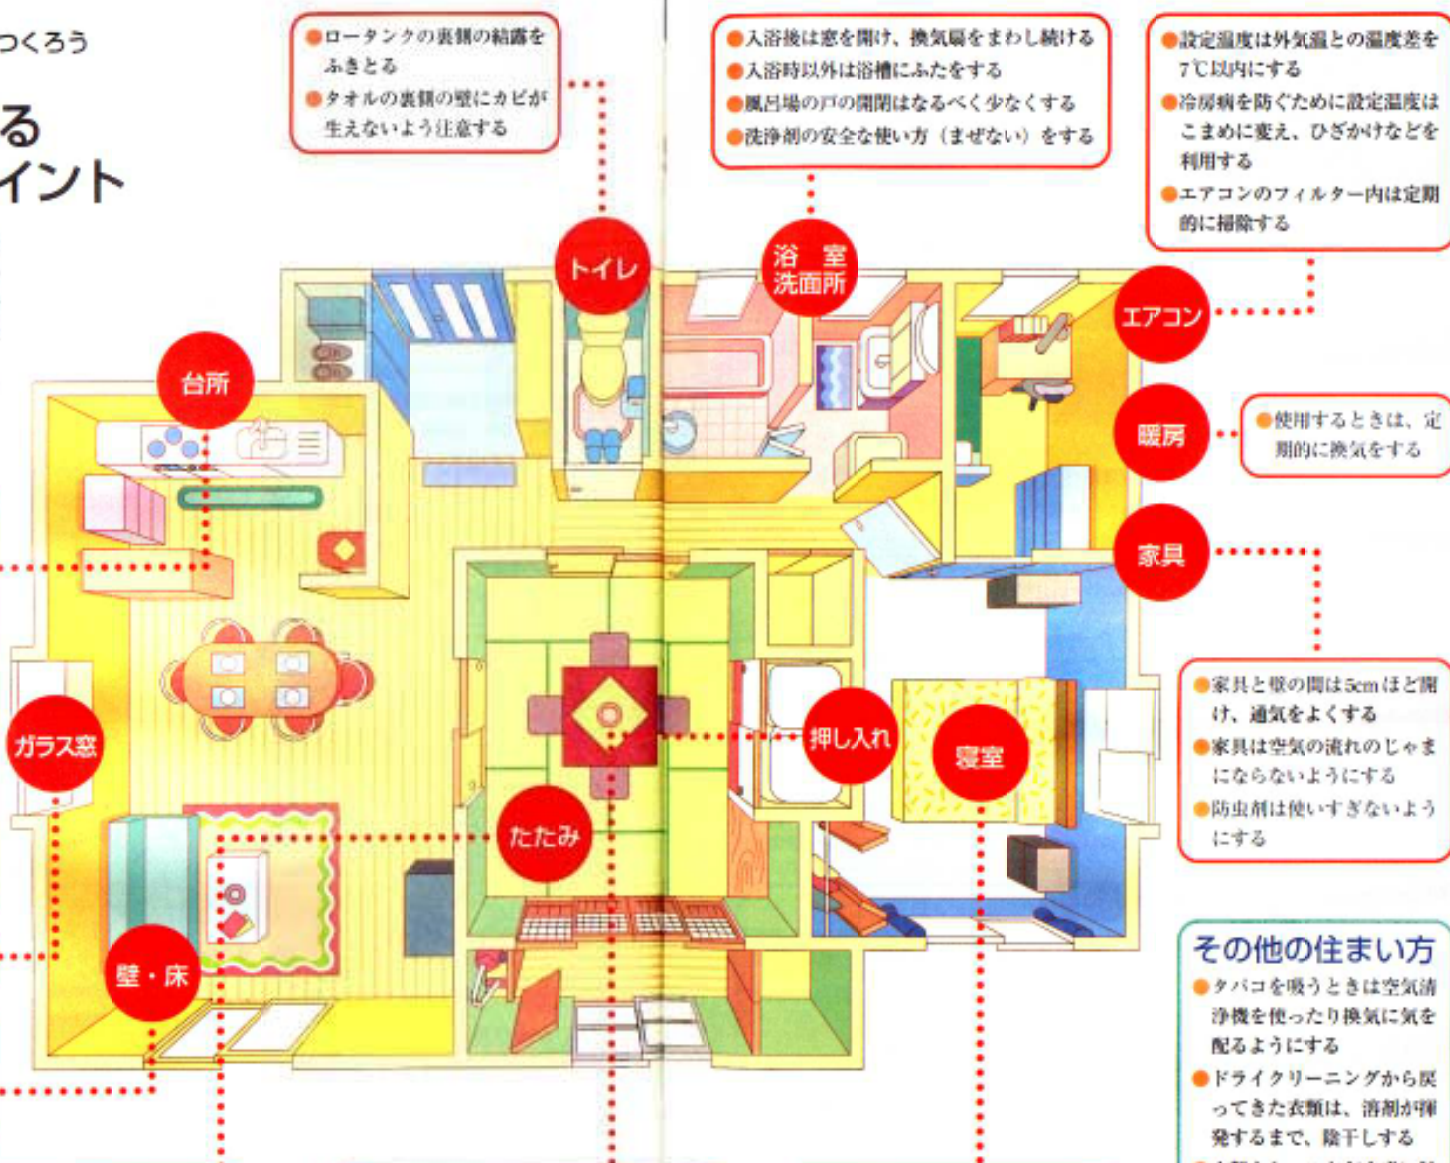 つくろう
る
イント
●ロータンクの裏側の結露を
ふきとる
●タオルの裏側の壁にカビが
生えないよう注意する
●入浴後は窓を開け、換気扇をまわし続ける
●入浴時以外は浴槽にふたをする
●風呂場の戸の開閉はなるべく少なくする
●洗浄剤の安全な使い方（まぜない）をする
●設定温度は外気温との温度差を
7℃以内にする
●冷房病を防ぐために設定温度は
こまめに変え、ひざかけなどを
利用する
●エアコンのフィルター内は定期
的に掃除する
トイレ
浴室
洗面所
エアコン
台所
暖房
●使用するときは、定
期的に換気をする
家具
●家具と壁の間は5cmほど開
け、通気をよくする
●家具は空気の流れのじゃま
にならないようにする
●防虫剤は使いすぎないよう
にする
ガラス窓
押し入れ
寝室
たたみ
壁・床
その他の住まい方
●タバコを吸うときは空気清
浄機を使ったり換気に気を
配るようにする
●ドライクリーニングから戻
ってきた衣類は、溶剤が揮
発するまで、陰干しする